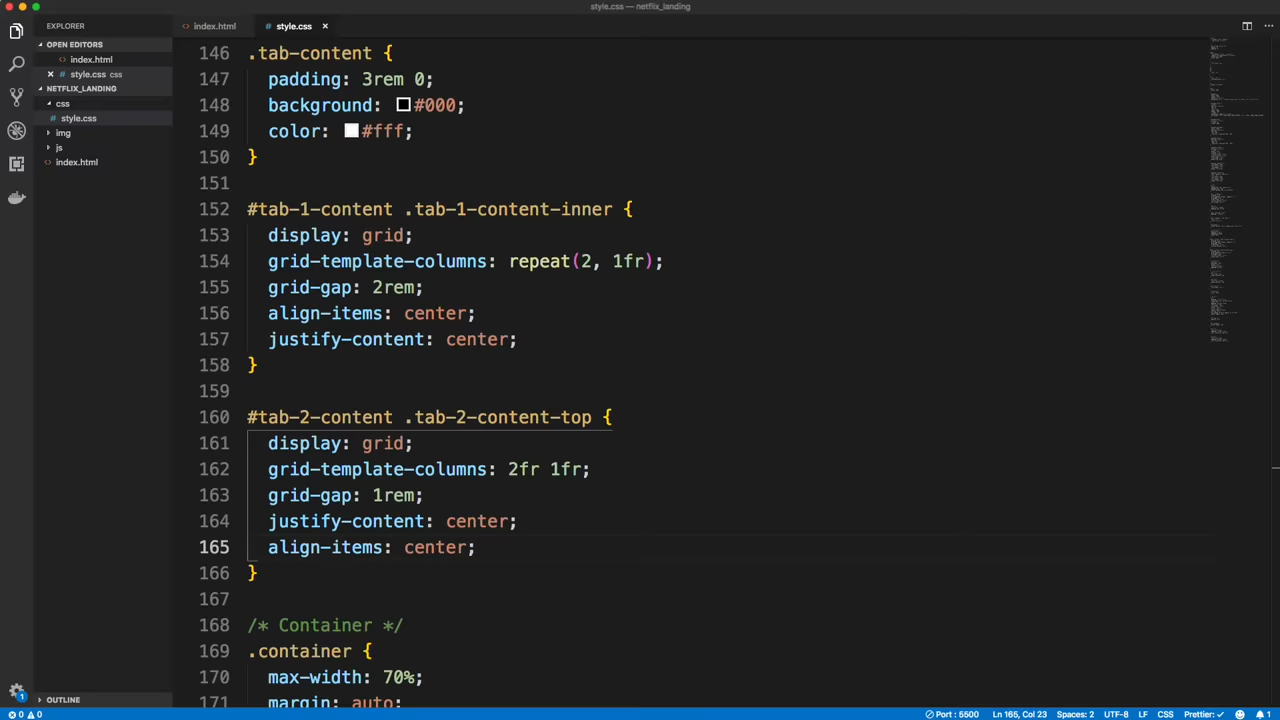 style.css — netflix_landing
EXPLORER
index.html
style.css
OPEN EDITORS
index.html
style.css css
NETFLIX_LANDING
css
style.css
img
js
index.html
146 .tab-content {
147 padding: 3rem 0;
148 background: #000;
149 color: #fff;
150 }
151
152 #tab-1-content .tab-1-content-inner {
153 display: grid;
154 grid-template-columns: repeat(2, 1fr);
155 grid-gap: 2rem;
156 align-items: center;
157 justify-content: center;
158 }
159
160 #tab-2-content .tab-2-content-top {
161 display: grid;
162 grid-template-columns: 2fr 1fr;
163 grid-gap: 1rem;
164 justify-content: center;
165 align-items: center;
166 }
167
168 /* Container */
169 .container {
170 max-width: 70%;
171 margin: auto;
OUTLINE
1
0 0 Port : 5500 Ln 165, Col 23 Spaces: 2 UTF-8 LF CSS Prettier: ✓ 1